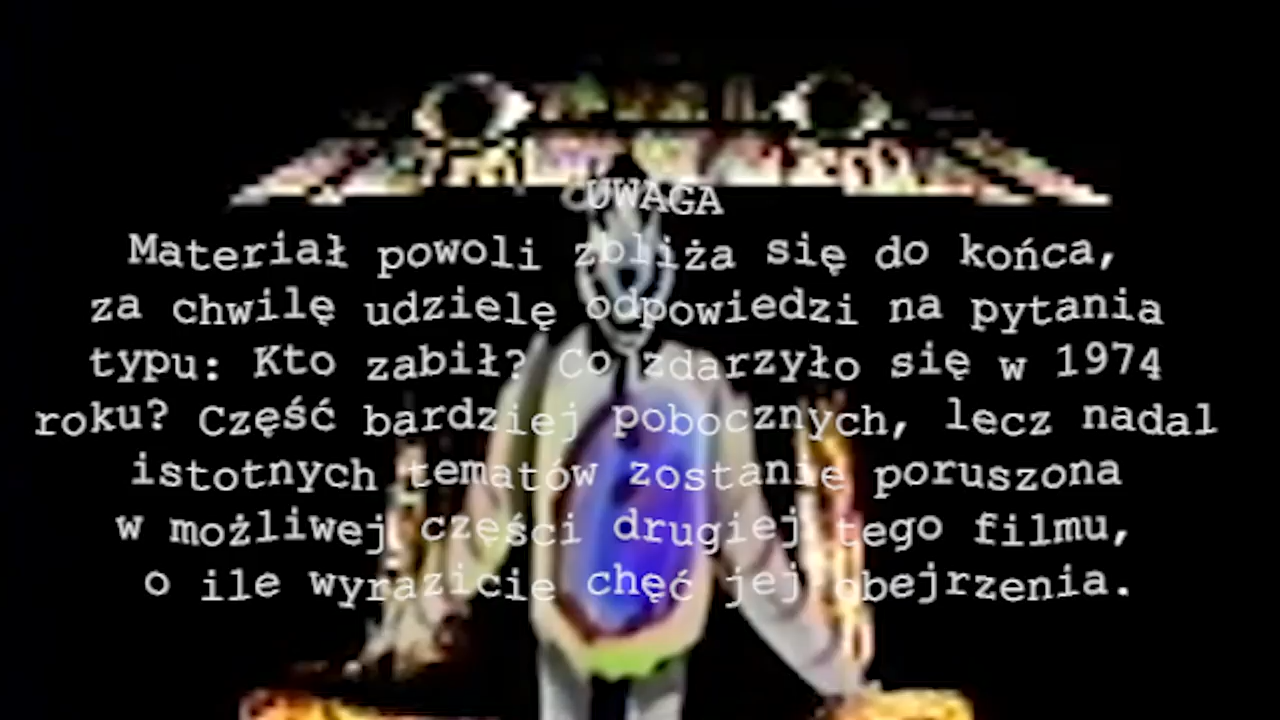 UWAGA
Materiał powoli zbliża się do końca,
za chwilę udzielę odpowiedzi na pytania
typu: Kto zabił? Co zdarzyło się w 1974
roku? Część bardziej pobocznych, lecz nadal
istotnych tematów zostanie poruszona
w możliwej części drugiej tego filmu,
o ile wyrazicie chęć jej obejrzenia.